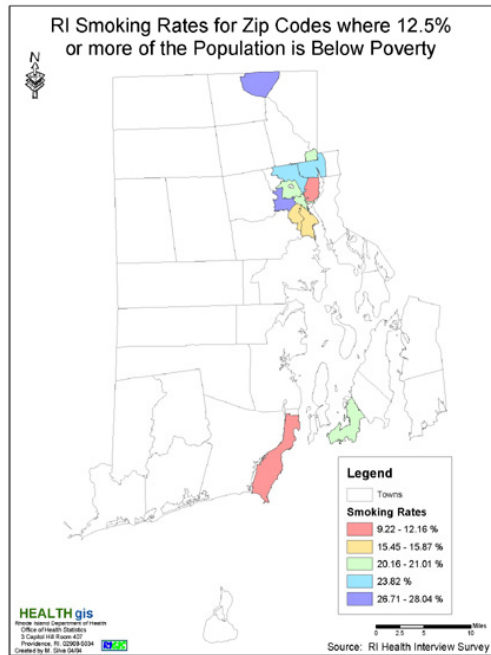 RI Smoking Rates for Zip Codes where 12.5%
or more of the Population is Below Poverty
N
Legend
Towns
Smoking Rates
9.22 - 12.16 %
15.45 - 15.87 %
20.16 - 21.01 %
23.82 %
26.71 - 28.04 %
HEALTH gis
Rhode Island Department of Health
Office of Health Statistics
3 Capitol Hill Room 407
Providence, RI. 02908-5034
Created by M. Silva 04/04
0 5 10 Miles
Source: RI Health Interview Survey